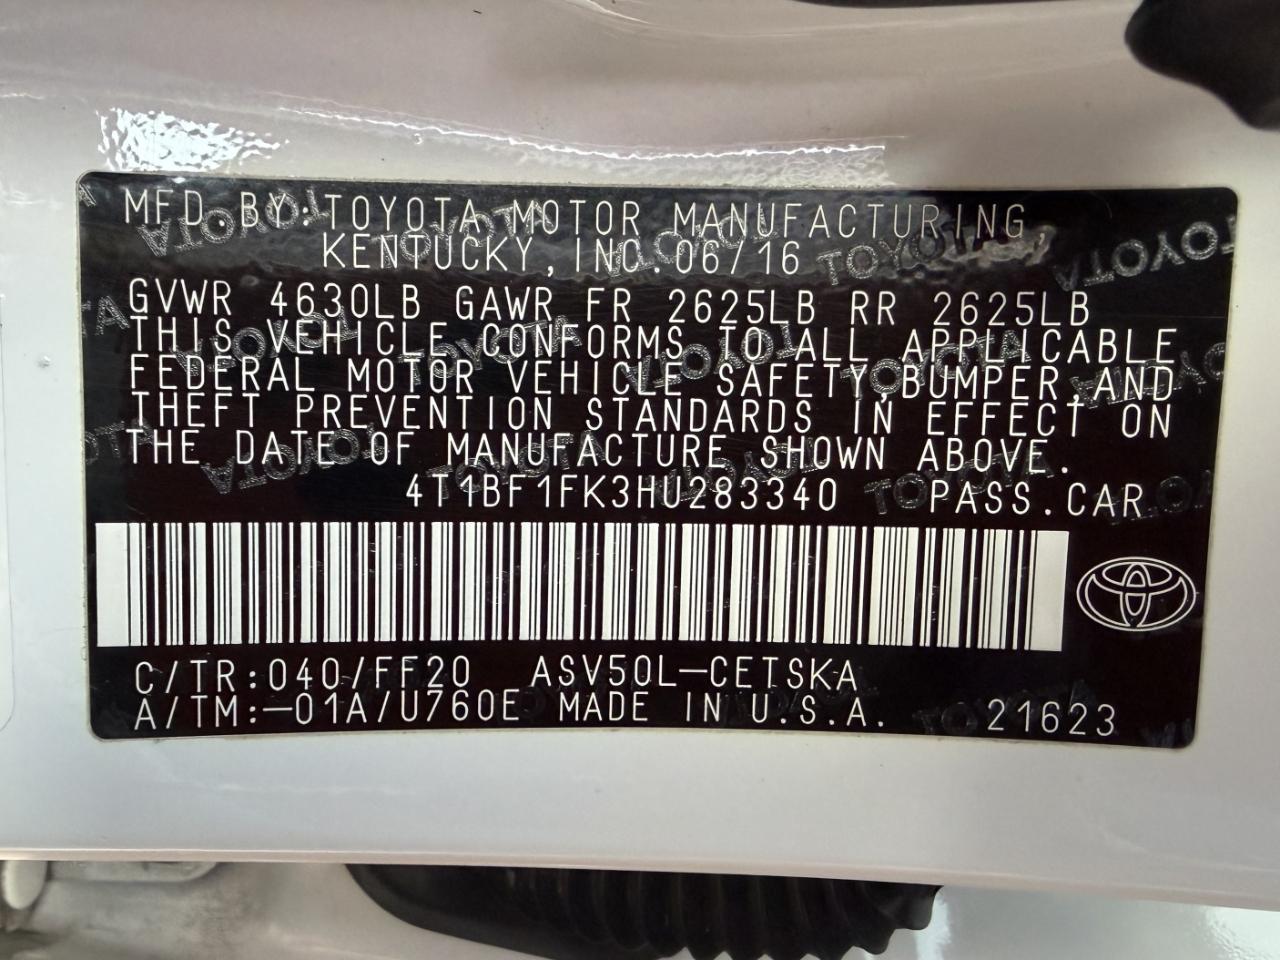 MFD.BY:TOYOTA MOTOR MANUFACTURING,
KENTUCKY,INC.06/16
GVWR 4630LB GAWR FR 2625LB RR 2625LB
THIS VEHICLE CONFORMS TO ALL APPLICABLE
FEDERAL MOTOR VEHICLE SAFETY,BUMPER,AND
THEFT PREVENTION STANDARDS IN EFFECT ON
THE DATE OF MANUFACTURE SHOWN ABOVE.
4T1BF1FK3HU283340 PASS.CAR
C/TR:040/FF20 ASV50L-CETSKA
A/TM:-01A/U760E MADE IN U.S.A. 21623